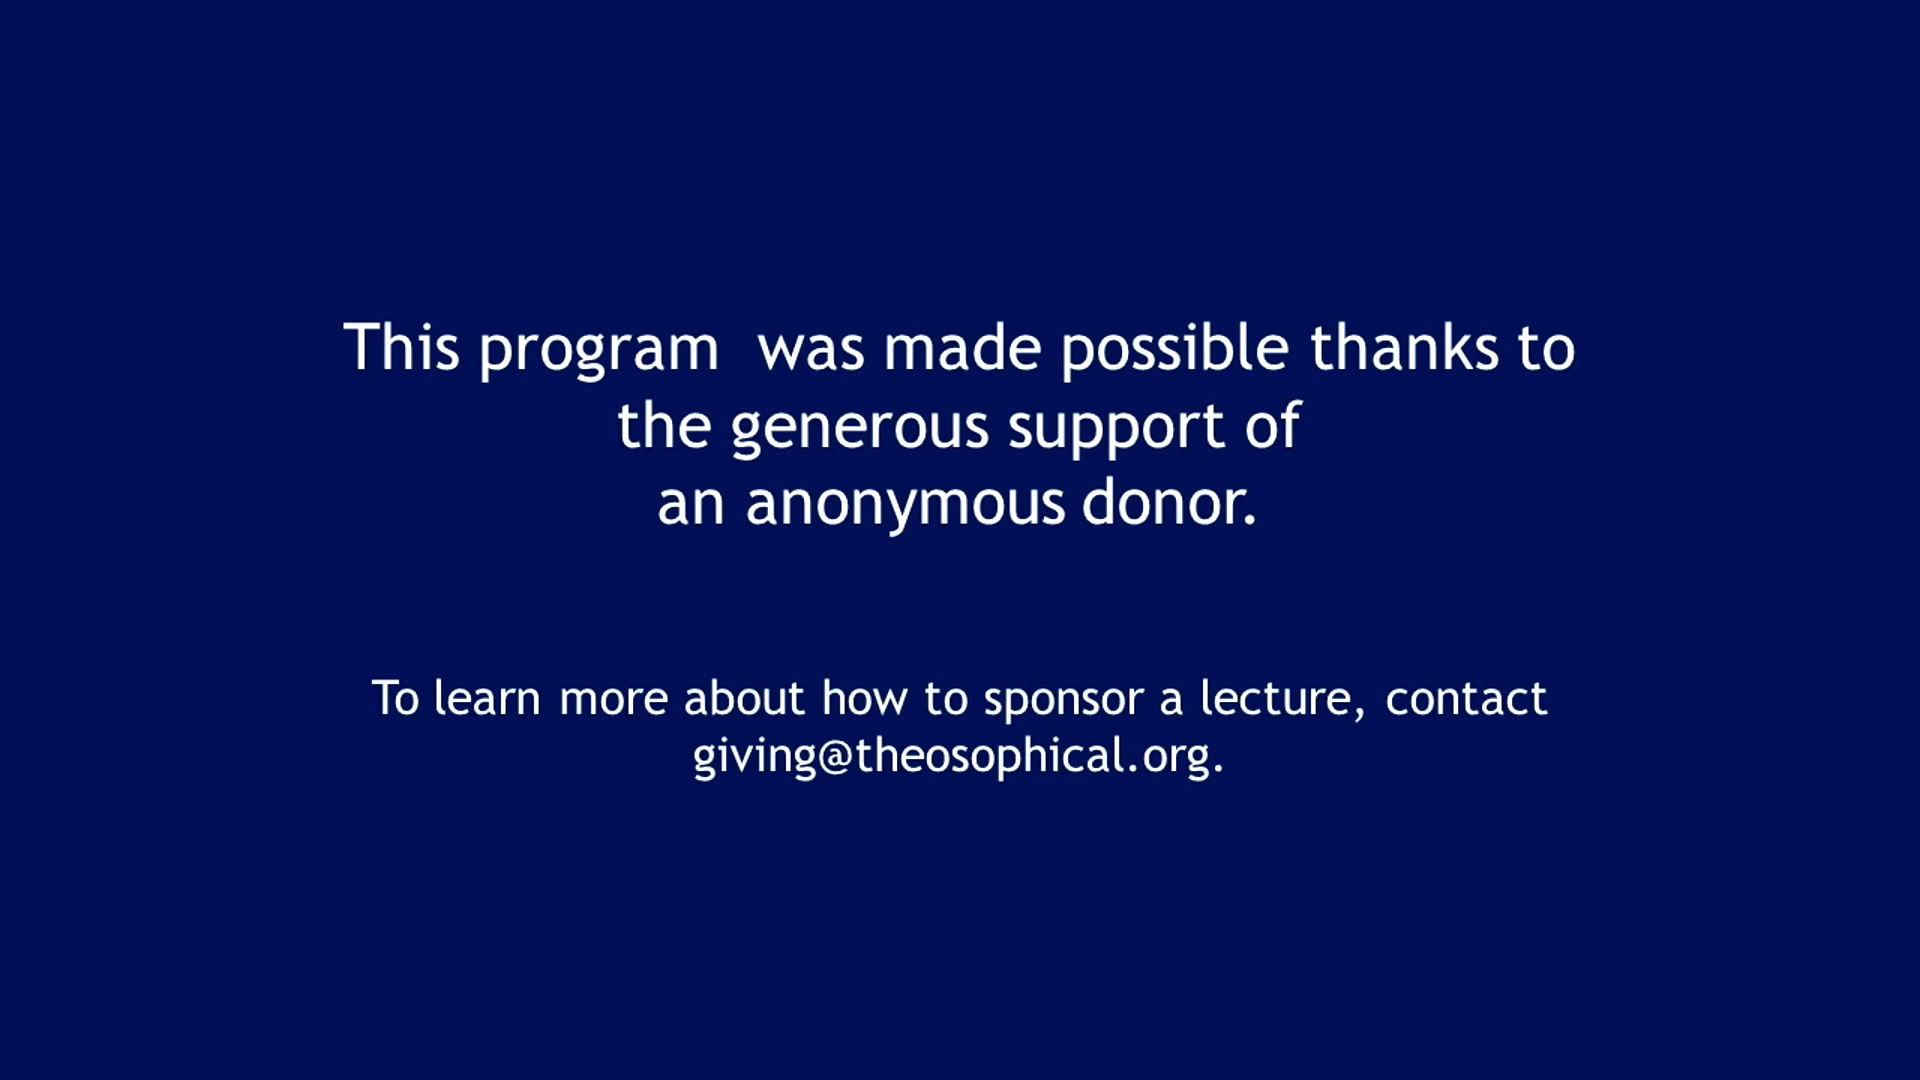 This program  was made possible thanks to
the generous support of
an anonymous donor.
To learn more about how to sponsor a lecture, contact
giving@theosophical.org.